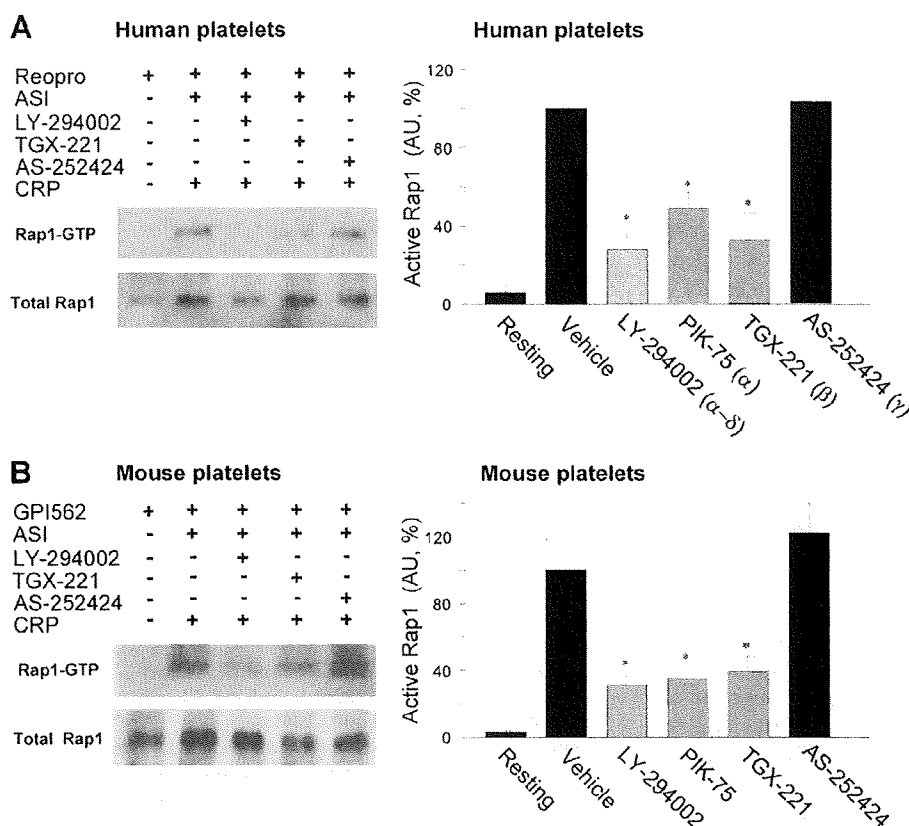 A Human platelets
Reopro + + + + +
ASI - + + + +
LY-294002 - - + - -
TGX-221 - - - + -
AS-252424 - - - - +
CRP - + + + +
Rap1-GTP
Total Rap1
Human platelets
Active Rap1 (AU, %)
120
80
40
0
* * *
Resting
Vehicle
LY-294002 (α-δ)
PIK-75 (α)
TGX-221 (β)
AS-252424 (γ)
B Mouse platelets
GPI562 + + + + +
ASI - + + + +
LY-294002 - - + - -
TGX-221 - - - + -
AS-252424 - - - - +
CRP - + + + +
Rap1-GTP
Total Rap1
Mouse platelets
Active Rap1 (AU, %)
120
80
40
0
* * *
Resting
Vehicle
LY-294002
PIK-75
TGX-221
AS-252424